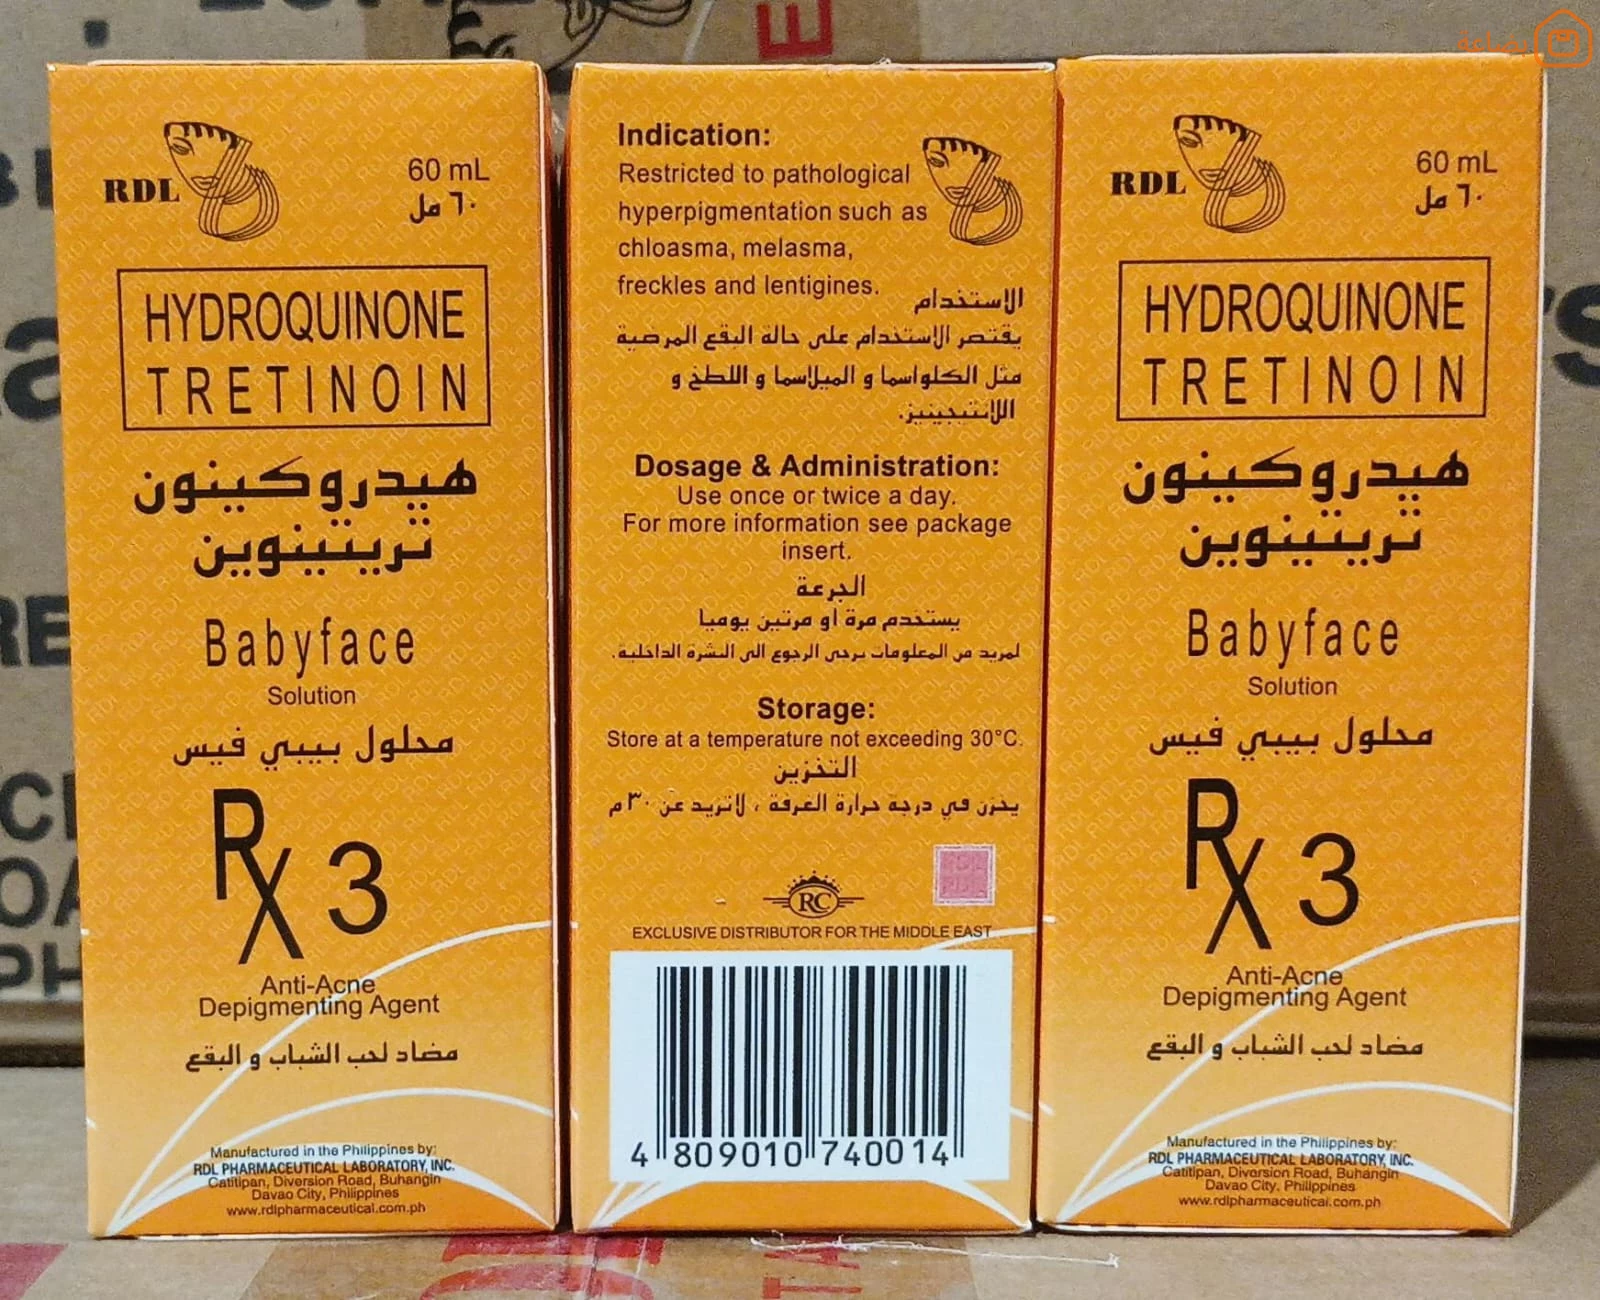 بضاعة
RDL
60 mL
٦٠ مل
HYDROQUINONE
TRETINOIN
هيدروكينون
تريتينوين
Babyface
Solution
محلول بيبي فيس
Rx 3
Anti-Acne
Depigmenting Agent
مضاد لحب الشباب و البقع
Manufactured in the Philippines by:
RDL PHARMACEUTICAL LABORATORY, INC.
Catitipan, Diversion Road, Buhangin
Davao City, Philippines
www.rdlpharmaceutical.com.ph
Indication:
Restricted to pathological
hyperpigmentation such as
chloasma, melasma,
freckles and lentigines.
الاستخدام
يقتصر الاستخدام على حالة البقع المرضية
مثل الكلواسما و الميلاسما و اللطخ و
اللانتيجينيز.
Dosage & Administration:
Use once or twice a day.
For more information see package
insert.
الجرعة
يستخدم مرة او مرتين يوميا
لمزيد من المعلومات يرجى الرجوع الى النشرة الداخلية.
Storage:
Store at a temperature not exceeding 30°C.
التخزين
يخزن في درجة حرارة الغرفة ، لاتزيد عن ٣٠ م
RC
EXCLUSIVE DISTRIBUTOR FOR THE MIDDLE EAST
4 809010 740014
RDL
60 mL
٦٠ مل
HYDROQUINONE
TRETINOIN
هيدروكينون
تريتينوين
Babyface
Solution
محلول بيبي فيس
Rx 3
Anti-Acne
Depigmenting Agent
مضاد لحب الشباب و البقع
Manufactured in the Philippines by:
RDL PHARMACEUTICAL LABORATORY, INC.
Catitipan, Diversion Road, Buhangin
Davao City, Philippines
www.rdlpharmaceutical.com.ph